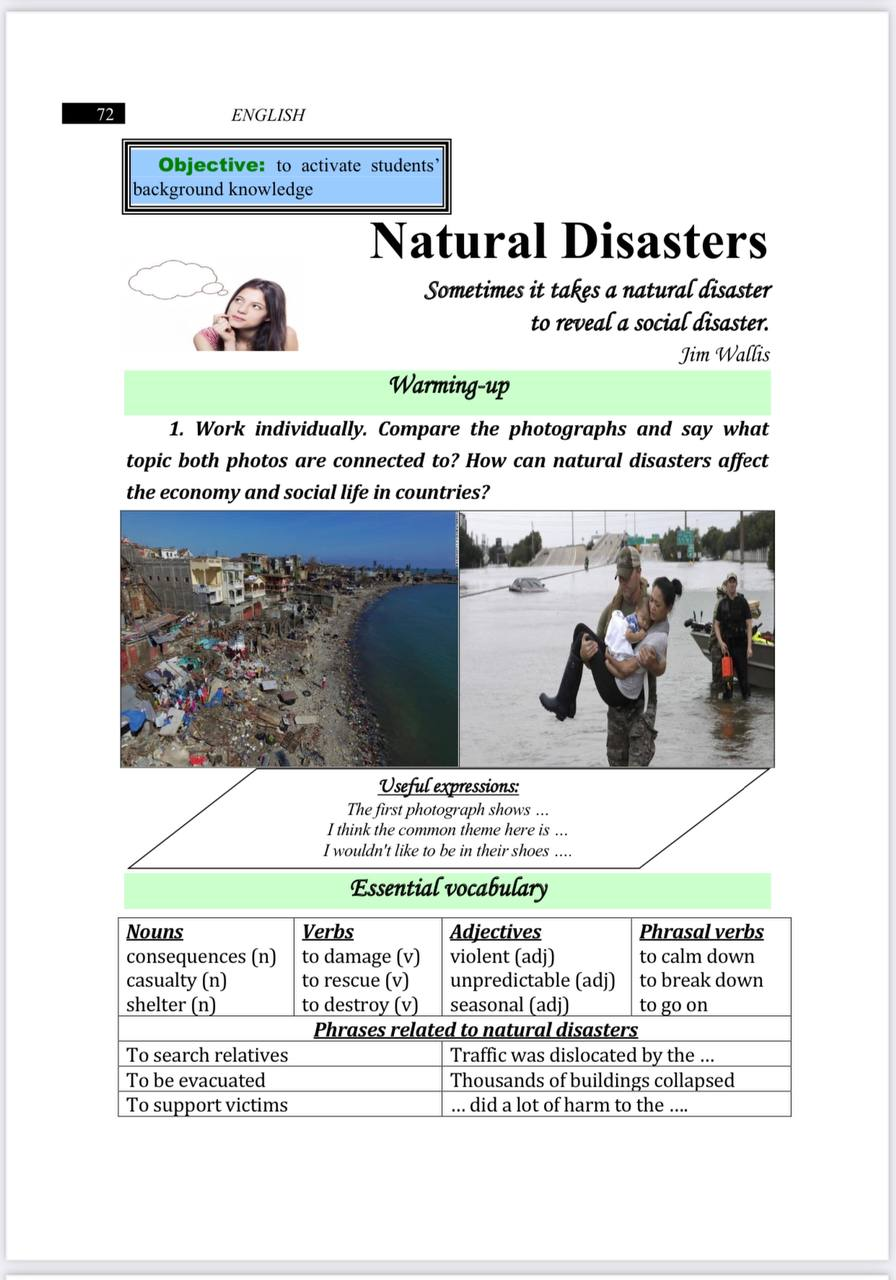 72
ENGLISH
Objective: to activate students’
background knowledge
Natural Disasters
Sometimes it takes a natural disaster
to reveal a social disaster.
Jim Wallis
Warming-up
1. Work individually. Compare the photographs and say what
topic both photos are connected to? How can natural disasters affect
the economy and social life in countries?
Useful expressions:
The first photograph shows …
I think the common theme here is …
I wouldn't like to be in their shoes ….
Essential vocabulary
Nouns
consequences (n)
casualty (n)
shelter (n)
Verbs
to damage (v)
to rescue (v)
to destroy (v)
Adjectives
violent (adj)
unpredictable (adj)
seasonal (adj)
Phrasal verbs
to calm down
to break down
to go on
Phrases related to natural disasters
To search relatives
Traffic was dislocated by the …
To be evacuated
Thousands of buildings collapsed
To support victims
… did a lot of harm to the ….